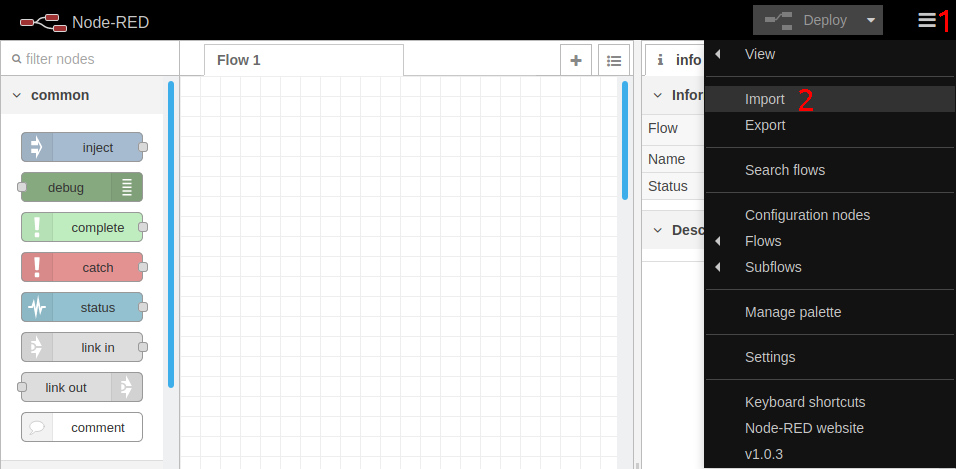 Node-RED
Deploy
1
filter nodes
Flow 1
info
View
common
Infor
Import 2
Flow
Export
inject
Name
Search flows
debug
Status
complete
Configuration nodes
Desc
Flows
catch
Subflows
status
Manage palette
link in
Settings
link out
Keyboard shortcuts
comment
Node-RED website
v1.0.3